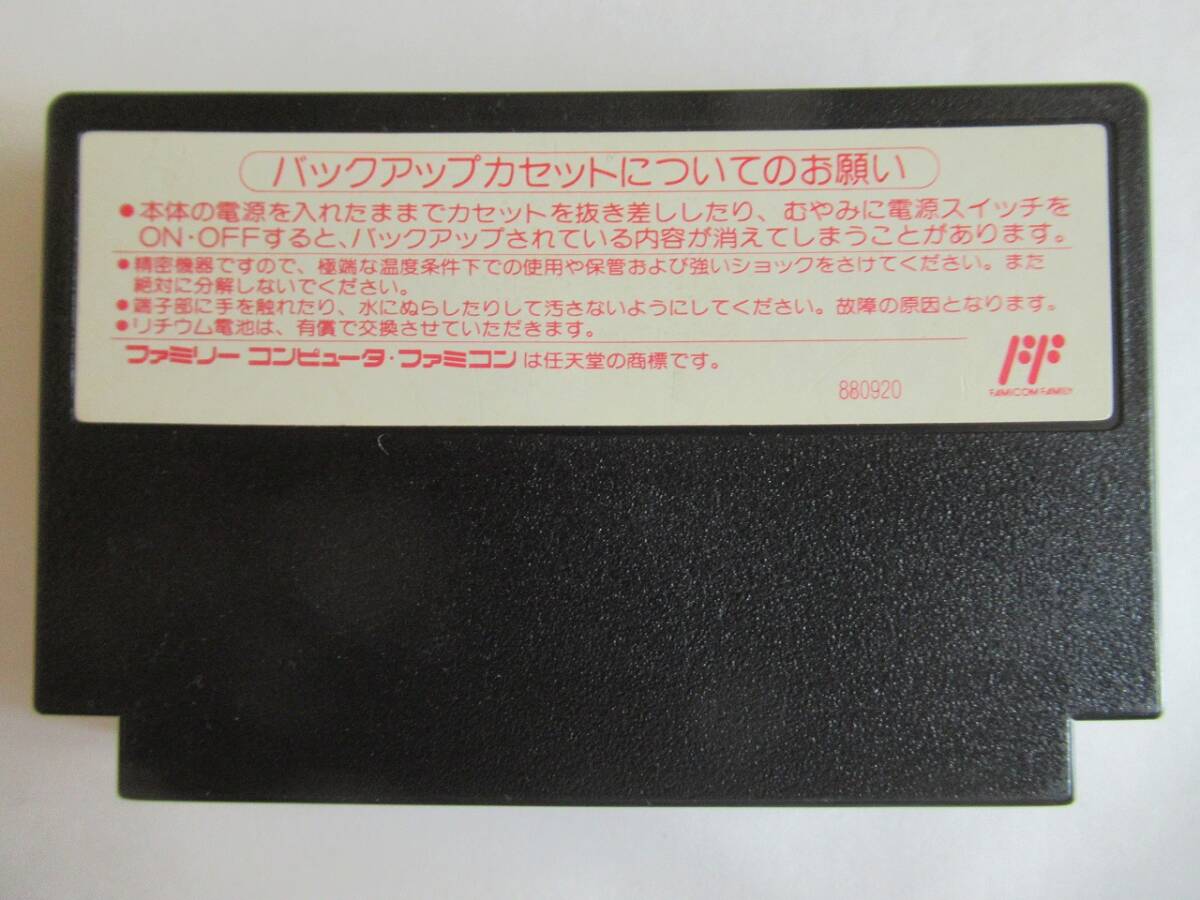 バックアップカセットについてのお願い
●本体の電源を入れたままでカセットを抜き差ししたり、むやみに電源スイッチを
ON・OFFすると、バックアップされている内容が消えてしまうことがあります。
●精密機器ですので、極端な温度条件下での使用や保管および強いショックをさけてください。また
絶対に分解しないでください。
●端子部に手を触れたり、水にぬらしたりして汚さないようにしてください。故障の原因となります。
●リチウム電池は、有償で交換させていただきます。
ファミリーコンピュータ・ファミコンは任天堂の商標です。
FF
FAMICOM FAMILY
880920